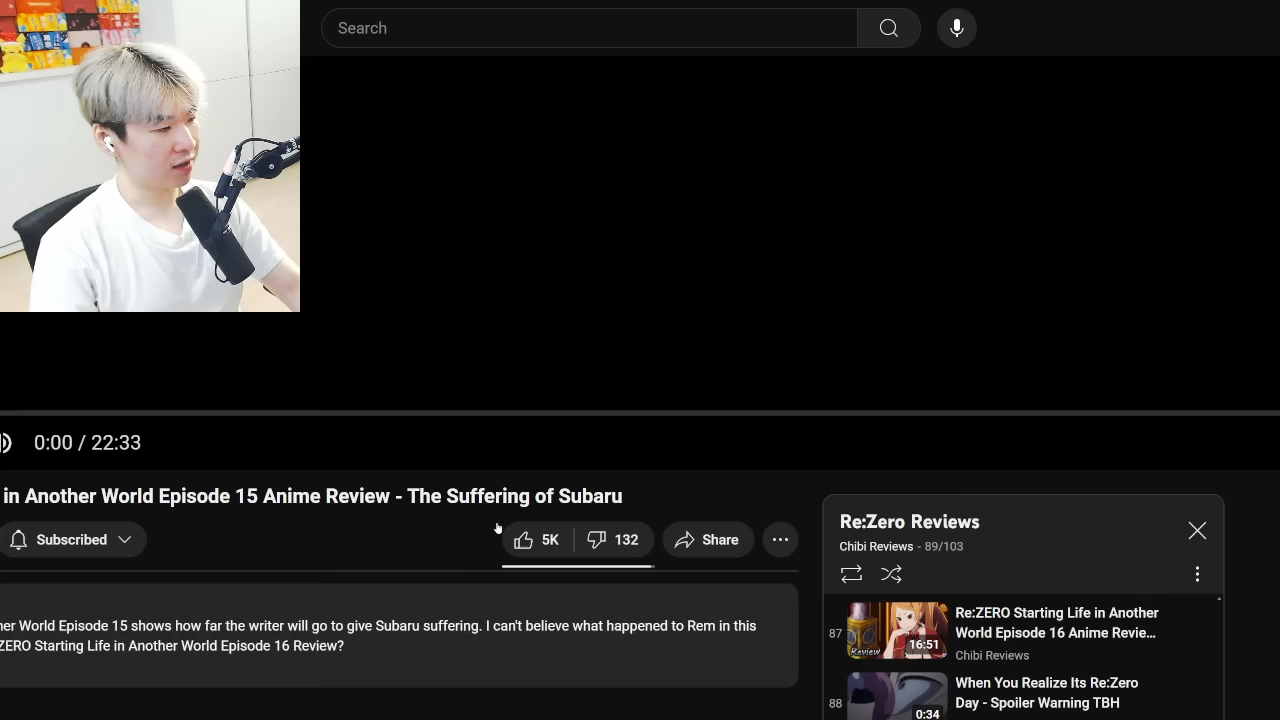 Search
0:00 / 22:33
in Another World Episode 15 Anime Review - The Suffering of Subaru
Subscribed
5K
132
Share
her World Episode 15 shows how far the writer will go to give Subaru suffering. I can't believe what happened to Rem in this
ZERO Starting Life in Another World Episode 16 Review?
Re:Zero Reviews
Chibi Reviews - 89/103
87
Review
16:51
Re:ZERO Starting Life in Another
World Episode 16 Anime Revie...
Chibi Reviews
88
0:34
When You Realize Its Re:Zero
Day - Spoiler Warning TBH